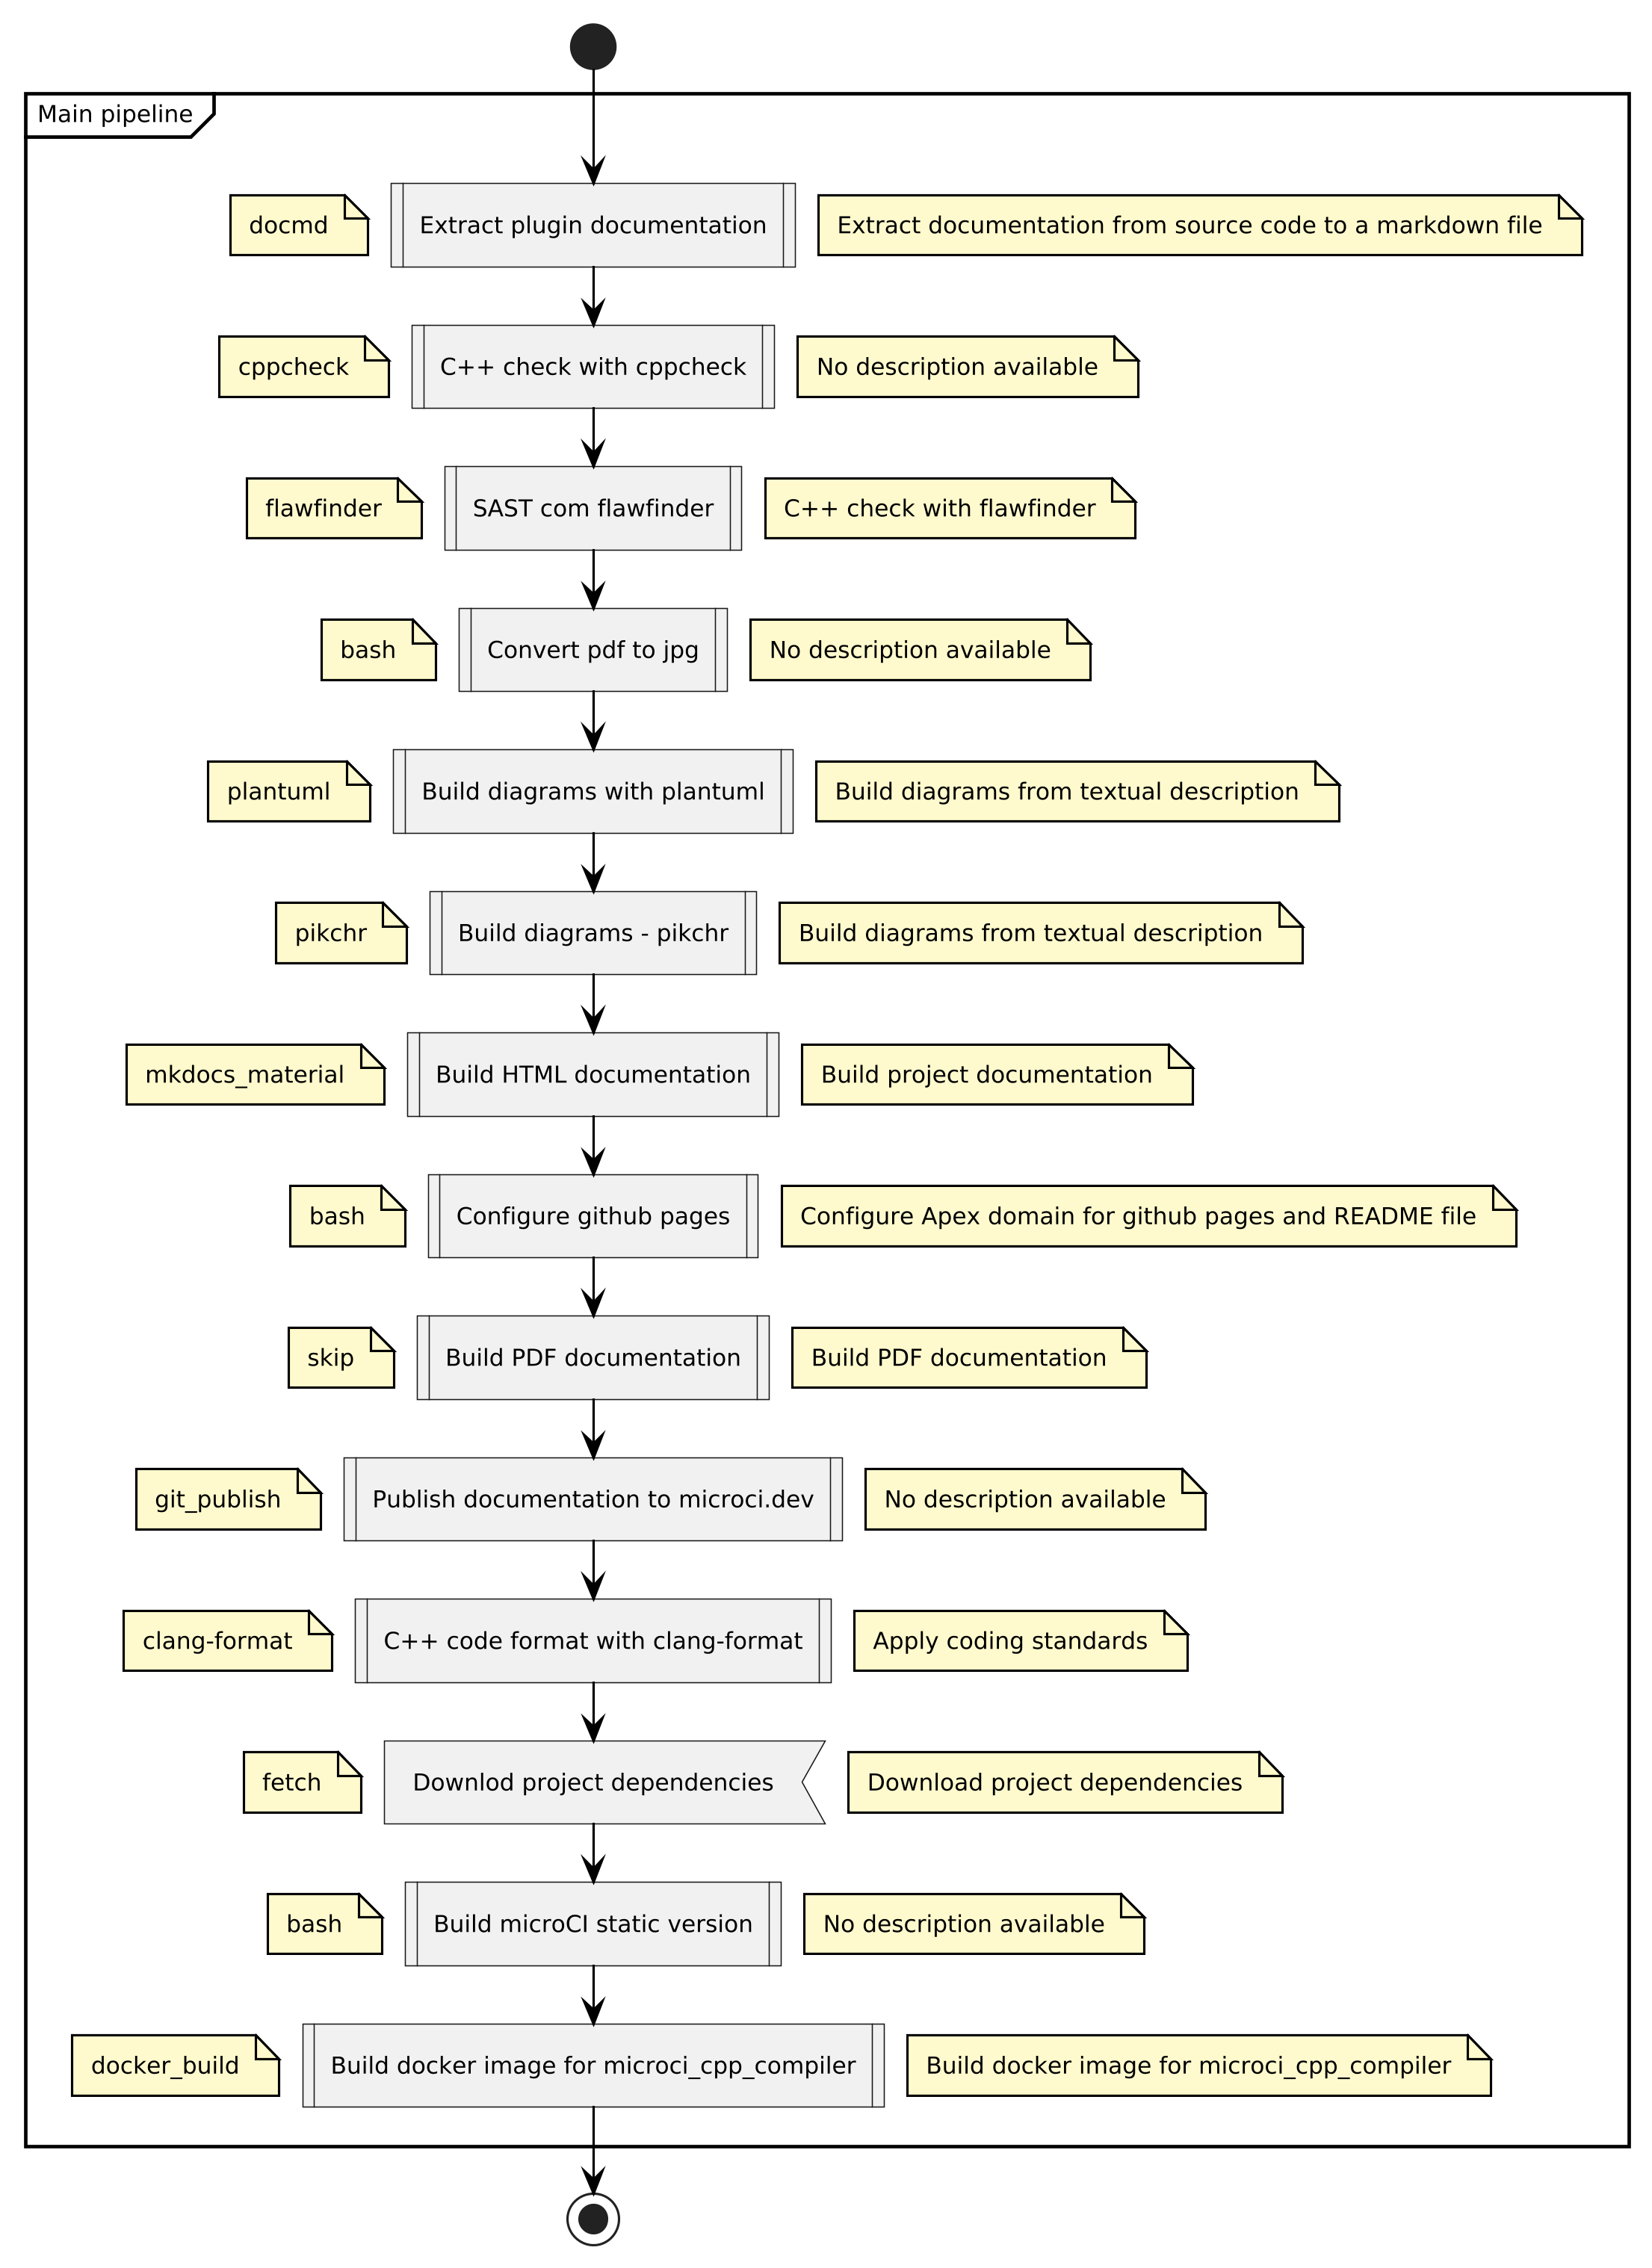 Main pipeline
docmd
Extract plugin documentation
Extract documentation from source code to a markdown file
cppcheck
C++ check with cppcheck
No description available
flawfinder
SAST com flawfinder
C++ check with flawfinder
bash
Convert pdf to jpg
No description available
plantuml
Build diagrams with plantuml
Build diagrams from textual description
pikchr
Build diagrams - pikchr
Build diagrams from textual description
mkdocs_material
Build HTML documentation
Build project documentation
bash
Configure github pages
Configure Apex domain for github pages and README file
skip
Build PDF documentation
Build PDF documentation
git_publish
Publish documentation to microci.dev
No description available
clang-format
C++ code format with clang-format
Apply coding standards
fetch
Downlod project dependencies
Download project dependencies
bash
Build microCI static version
No description available
docker_build
Build docker image for microci_cpp_compiler
Build docker image for microci_cpp_compiler